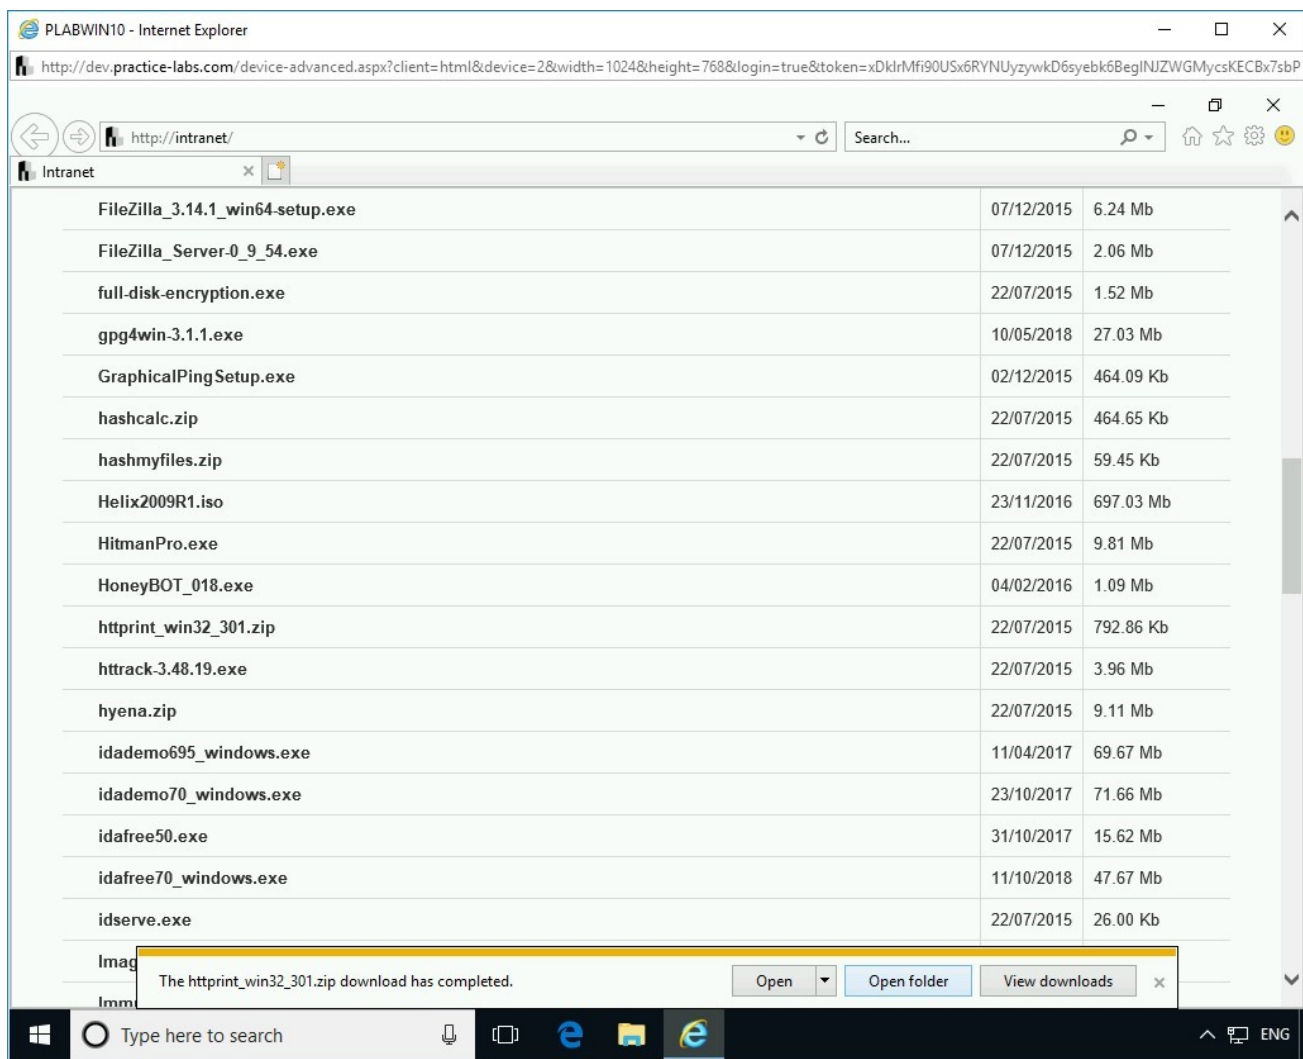 PLABWIN10 - Internet Explorer
http://dev.practice-labs.com/device-advanced.aspx?client=html&device=2&width=1024&height=768&login=true&token=xDkIrMfi90USx6RYNUyzywkD6syebk6BegINJZWGMycsKECBx7sbP
http://intranet/ Search...
Intranet
FileZilla_3.14.1_win64-setup.exe 07/12/2015 6.24 Mb
FileZilla_Server-0_9_54.exe 07/12/2015 2.06 Mb
full-disk-encryption.exe 22/07/2015 1.52 Mb
gpg4win-3.1.1.exe 10/05/2018 27.03 Mb
GraphicalPingSetup.exe 02/12/2015 464.09 Kb
hashcalc.zip 22/07/2015 464.65 Kb
hashmyfiles.zip 22/07/2015 59.45 Kb
Helix2009R1.iso 23/11/2016 697.03 Mb
HitmanPro.exe 22/07/2015 9.81 Mb
HoneyBOT_018.exe 04/02/2016 1.09 Mb
httprint_win32_301.zip 22/07/2015 792.86 Kb
httrack-3.48.19.exe 22/07/2015 3.96 Mb
hyena.zip 22/07/2015 9.11 Mb
idademo695_windows.exe 11/04/2017 69.67 Mb
idademo70_windows.exe 23/10/2017 71.66 Mb
idafree50.exe 31/10/2017 15.62 Mb
idafree70_windows.exe 11/10/2018 47.67 Mb
idserve.exe 22/07/2015 26.00 Kb
Imag
The httprint_win32_301.zip download has completed. Open Open folder View downloads
Type here to search ENG